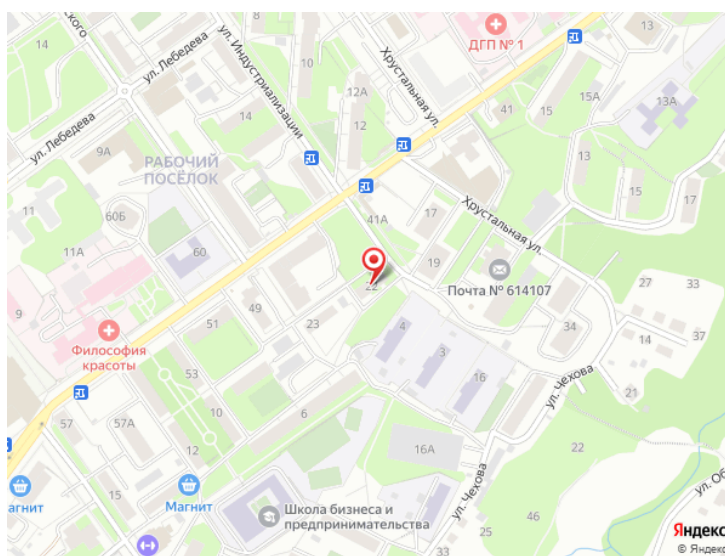 ского
14
ул. Лебедева
ул. Индустриализации
8
10
ДГП № 1
13
12А
12
Хрустальная ул.
41
15
15А
13А
ул. Лебедева
9А
14
РАБОЧИЙ
ПОСЁЛОК
13
17
11
60Б
41А
17
Хрустальная ул.
11А
60
19
22
Почта № 614107
27
33
9
49
51
23
4
3
34
14
37
Философия
красоты
13
10
16
ул. Чехова
21
57
57А
6
22
16А
15
Магнит
Магнит
Школа бизнеса и
предпринимательства
ул. Чехова
33
25
46
ул. Об
Яндекс
© Яндекс